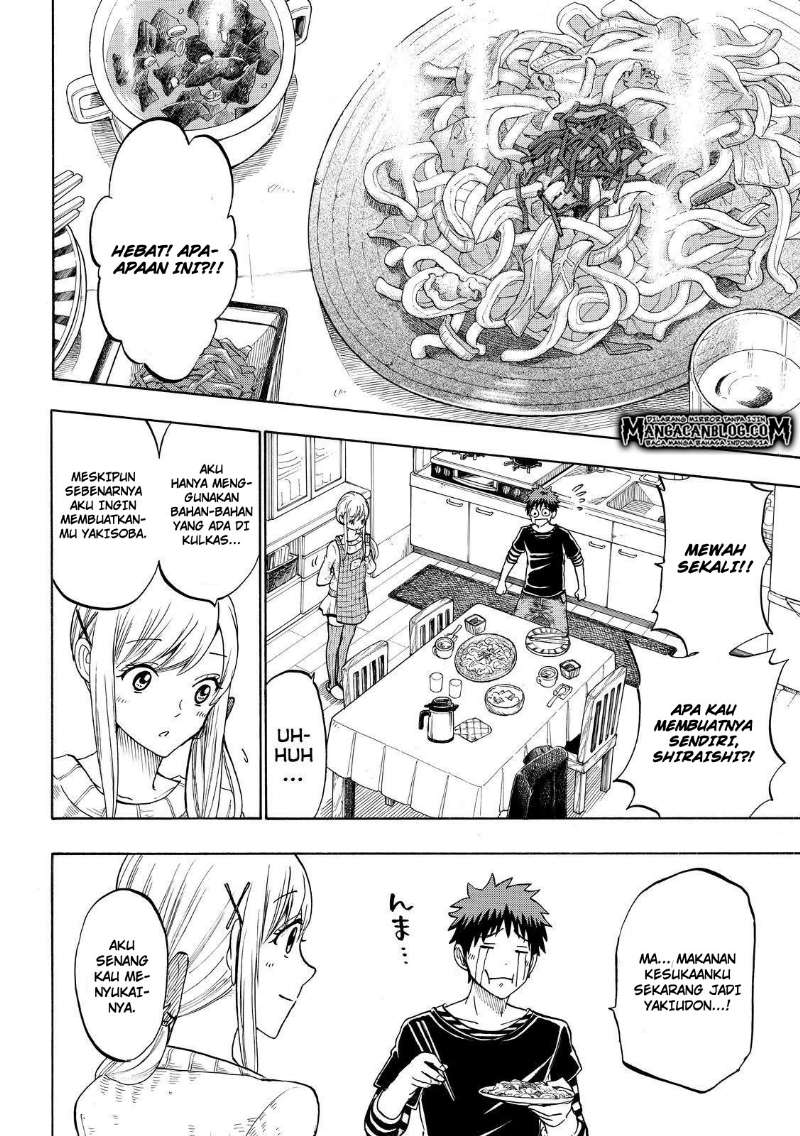 HEBAT! APA-
APAAN INI?!!
DILARANG MIRROR TANPA IJIN
MANGACANBLOG.COM
BACA MANGA BAHASA INDONESIA
MEWAH
SEKALI!!
APA KAU
MEMBUATNYA
SENDIRI,
SHIRAISHI?!
UH-
HUH
...
AKU
HANYA MENG-
GUNAKAN
BAHAN-BAHAN
YANG ADA DI
KULKAS...
MESKIPUN
SEBENARNYA
AKU INGIN
MEMBUATKAN-
MU YAKISOBA.
MA... MAKANAN
KESUKAANKU
SEKARANG JADI
YAKIUDON...!
んま…
AKU
SENANG
KAU ME-
NYUKAI-
NYA.